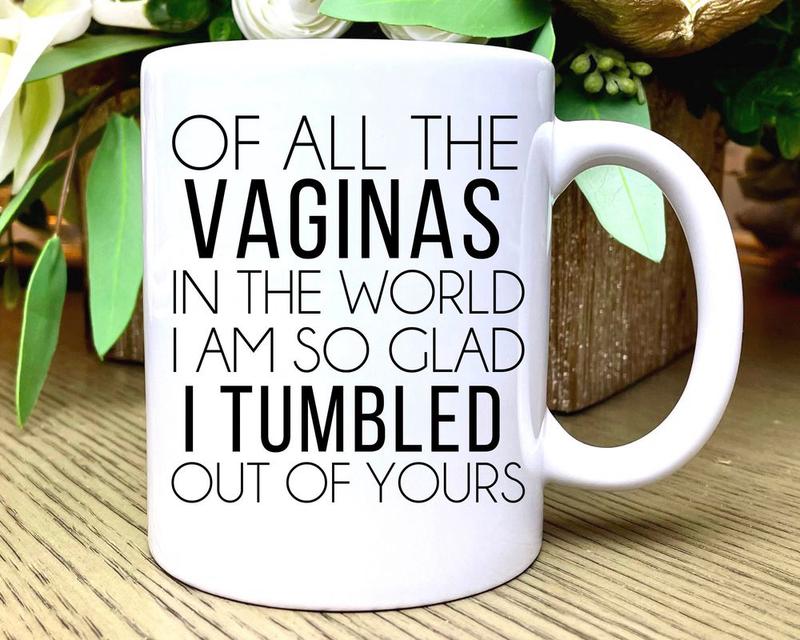 OF ALL THE
VAGINAS
IN THE WORLD
I AM SO GLAD
I TUMBLED
OUT OF YOURS